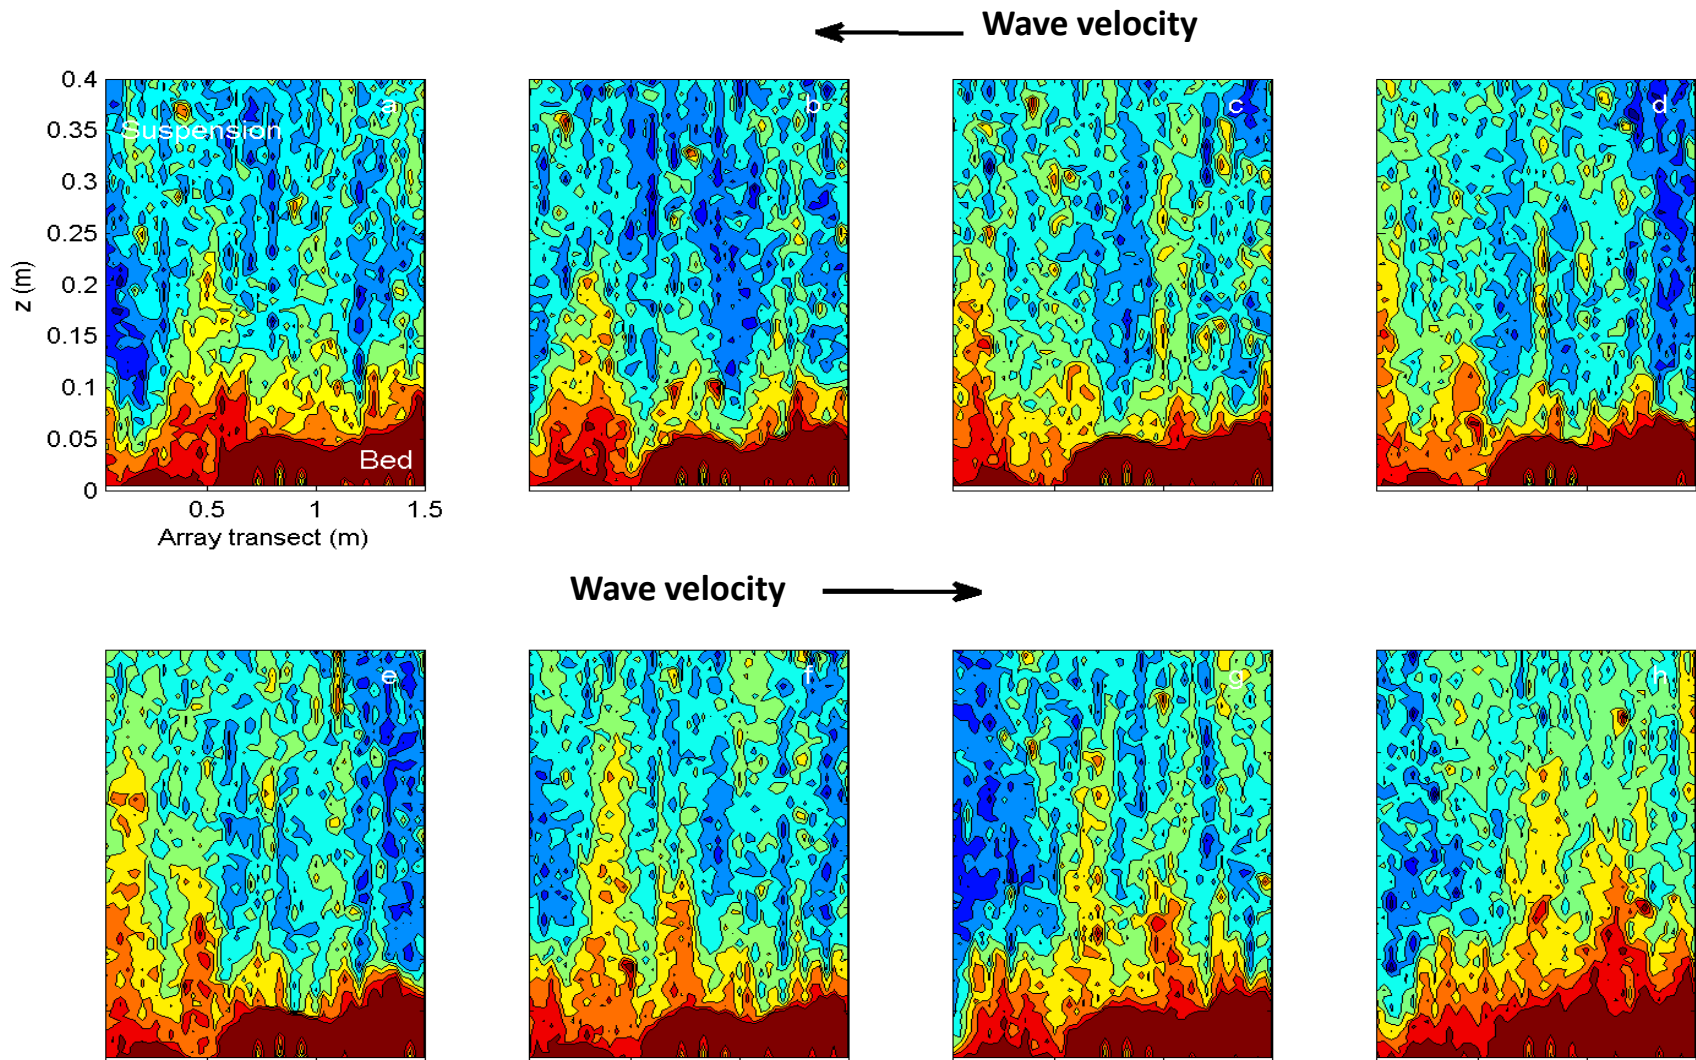 Wave velocity
0.4
0.35
0.3
0.25
0.2
0.15
0.1
0.05
0
z (m)
a
Suspension
Bed
0.5 1 1.5
Array transect (m)
b
c
d
Wave velocity
e
f
g
h